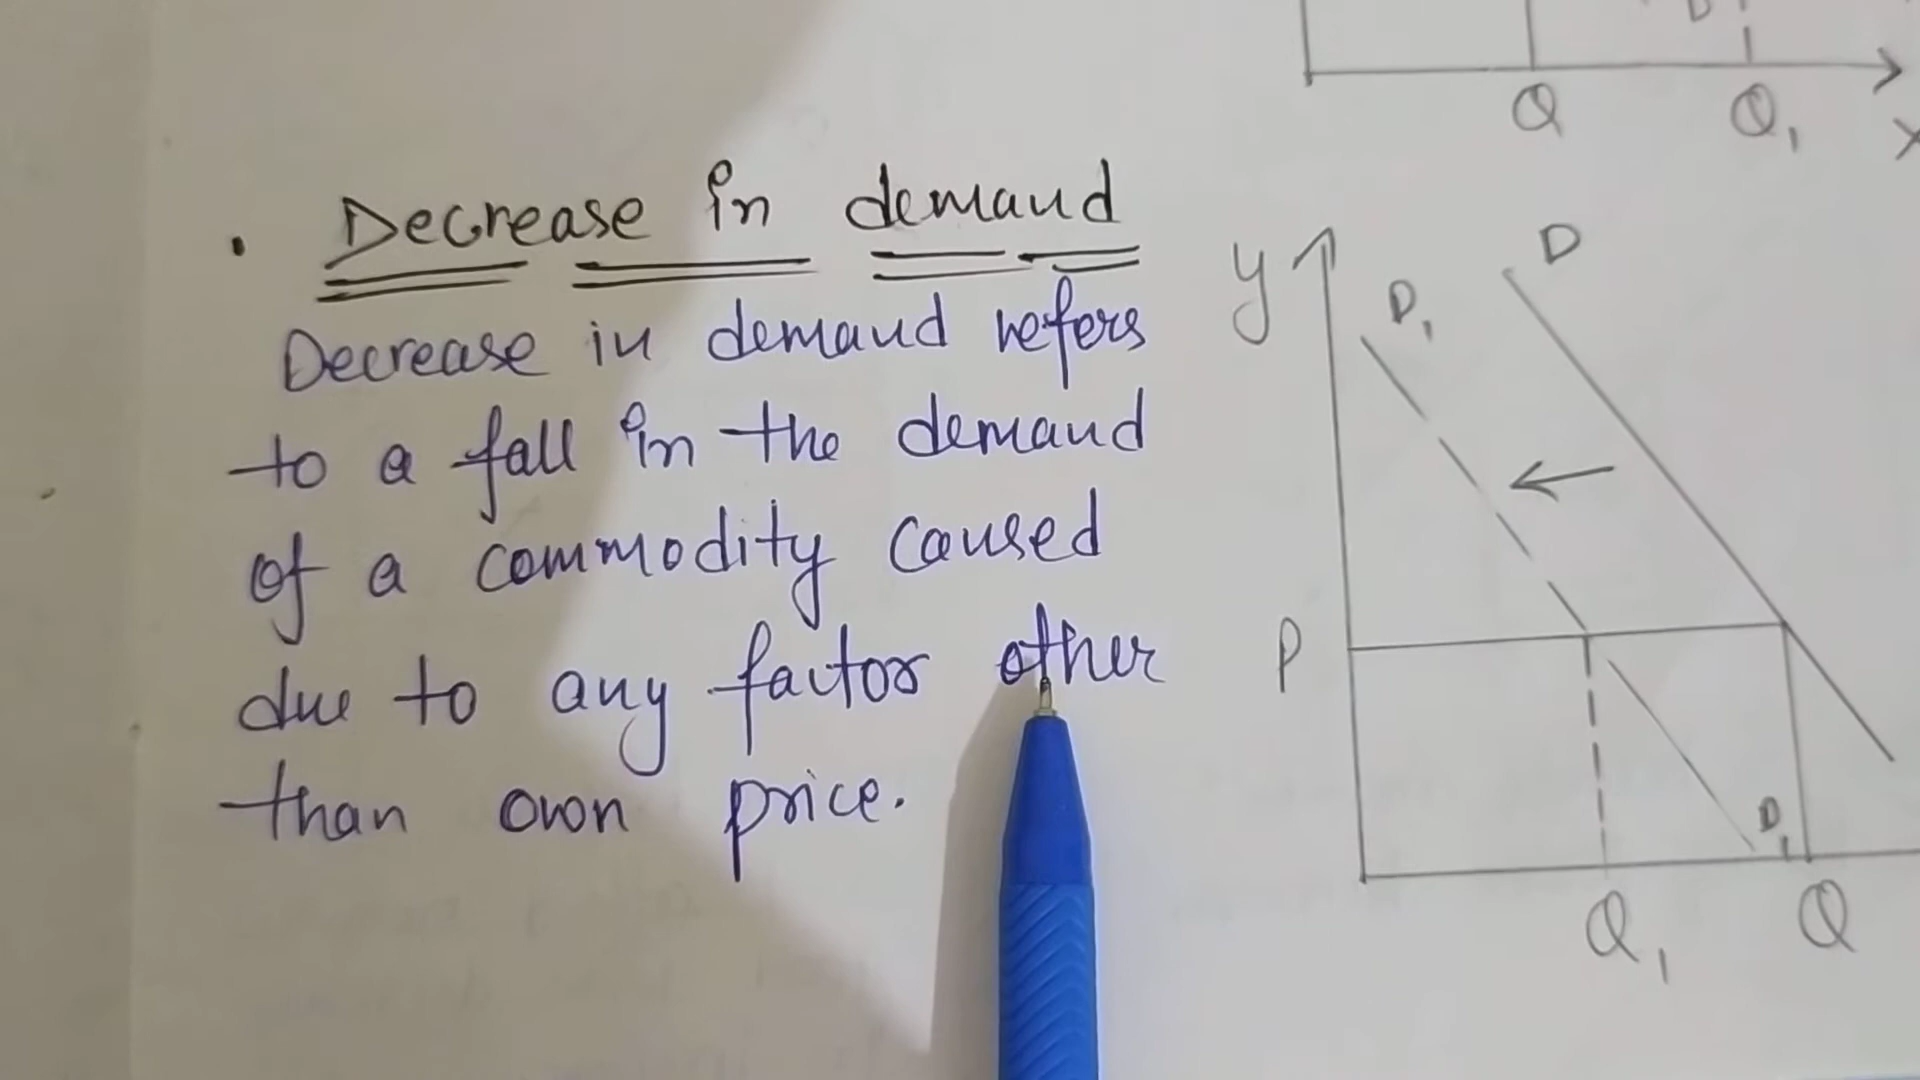 D
Q Q₁
X
. Decrease in demand
Decrease in demand refers
to a fall in the demand
of a commodity caused
due to any factor other
than own price.
y D₁ D
P
D₁
Q₁ Q